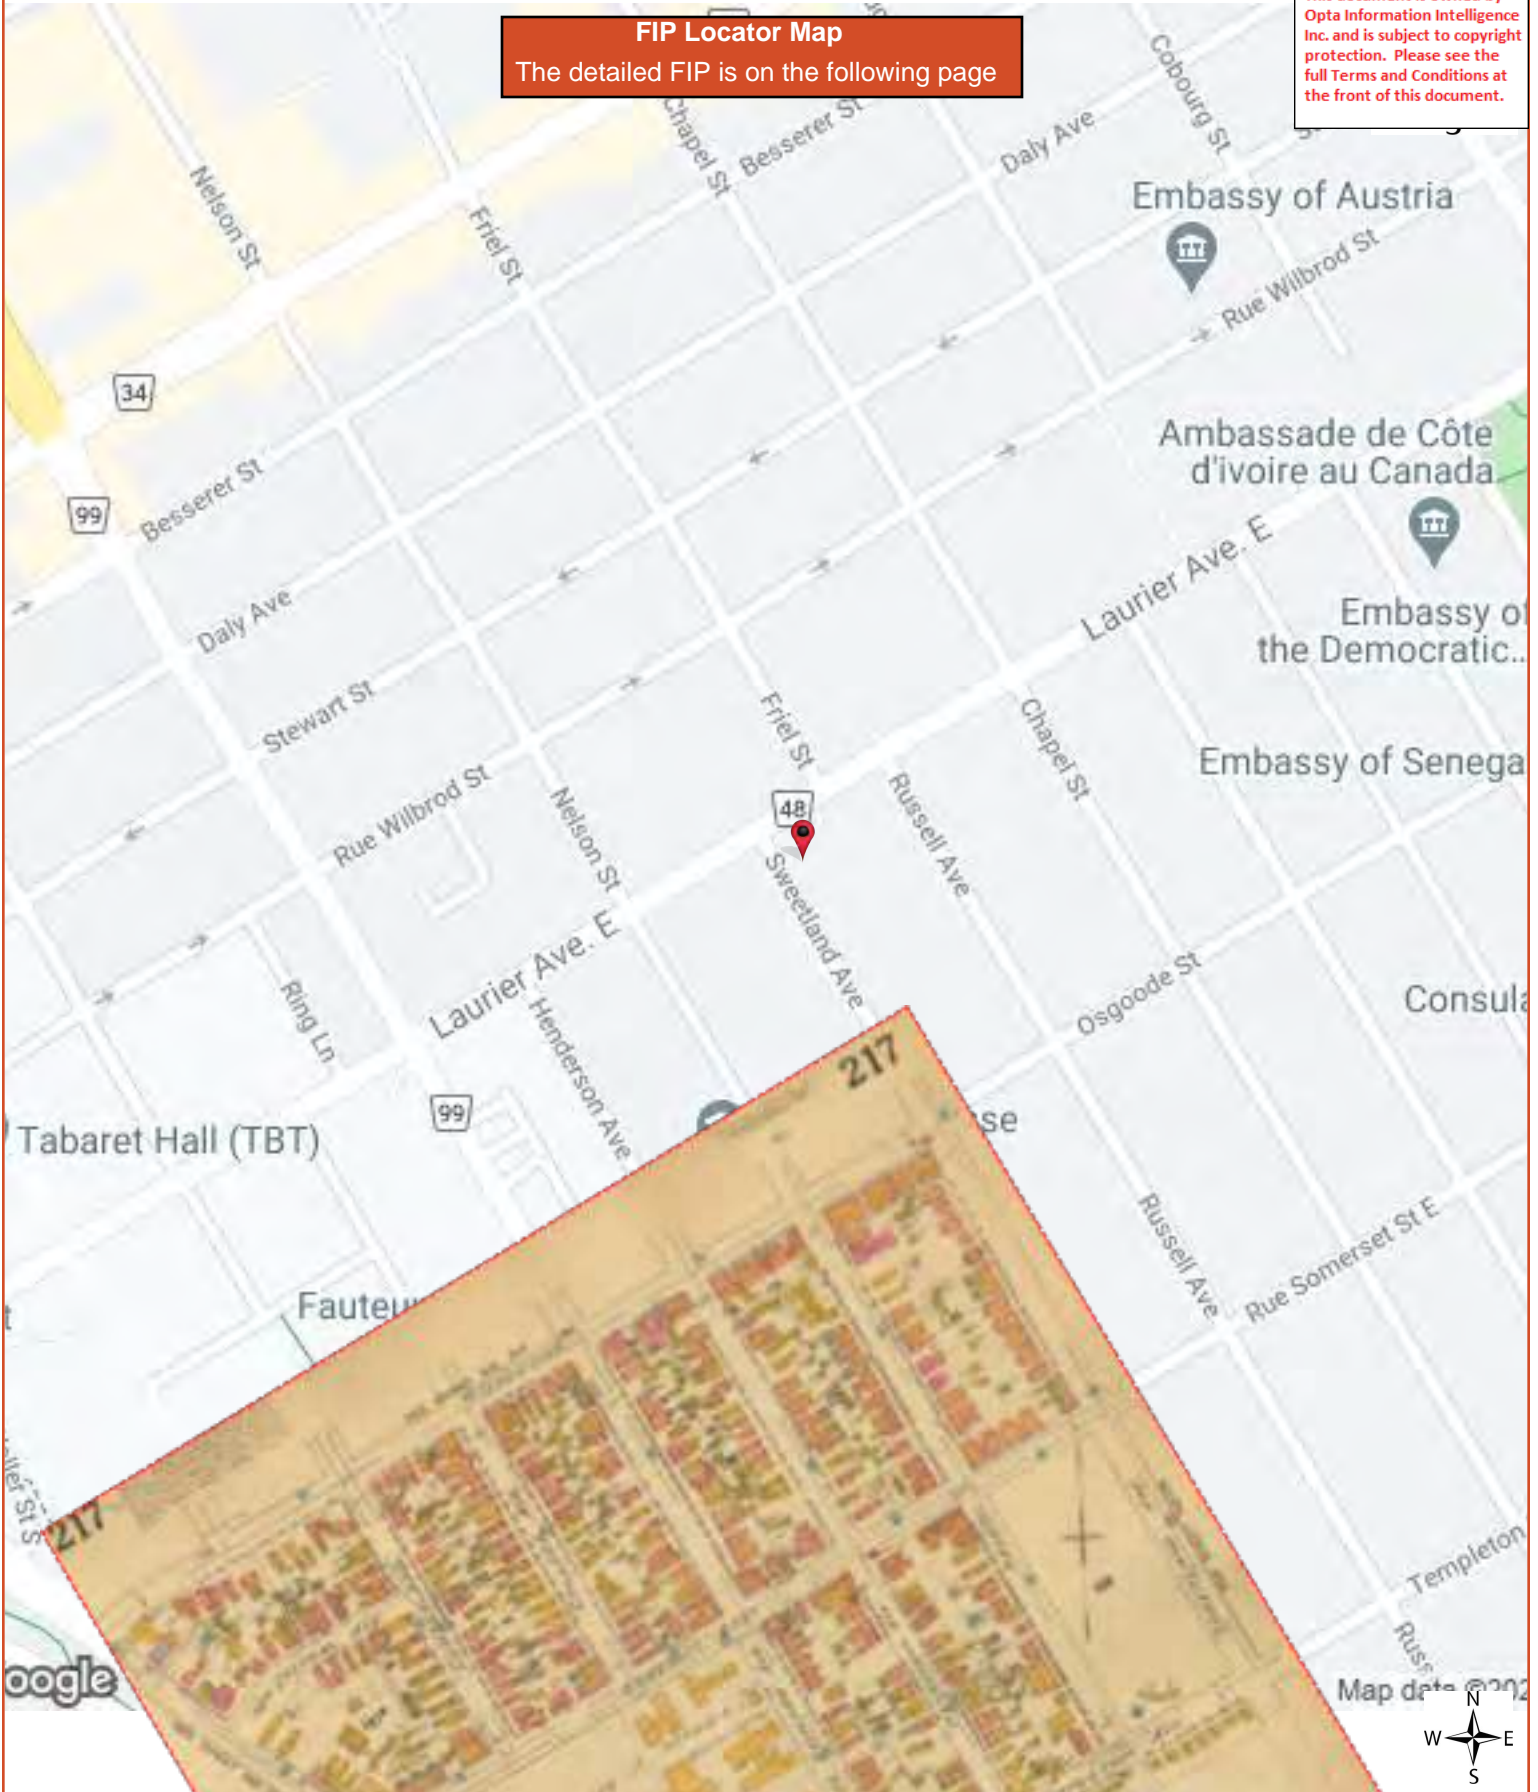 FIP Locator Map
The detailed FIP is on the following page
Opta Information Intelligence
Inc. and is subject to copyright
protection. Please see the
full Terms and Conditions at
the front of this document.
Cobourg St
Chapel St
Besserer St
Daly Ave
Nelson St
Friel St
Embassy of Austria
Rue Wilbrod St
34
Ambassade de Côte
d'ivoire au Canada
99
Besserer St
Laurier Ave. E
Daly Ave
Embassy of
the Democratic...
Stewart St
Friel St
Chapel St
Embassy of Senega
Rue Wilbrod St
Nelson St
48
Russell Ave
Sweetland Ave
Laurier Ave. E
Osgoode St
Ring Ln
Henderson Ave
Consula
217
99
Tabaret Hall (TBT)
se
Russell Ave
Rue Somerset St E
Fauteu
217
Templeton
Russ
oogle
Map data ©202
N
W E
S